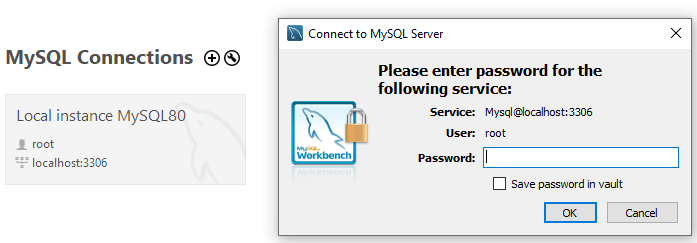 MySQL Connections
Local instance MySQL80
root
localhost:3306
Connect to MySQL Server
Please enter password for the
following service:
Service: Mysql@localhost:3306
User: root
MySQL
Workbench
Password:
Save password in vault
OK Cancel